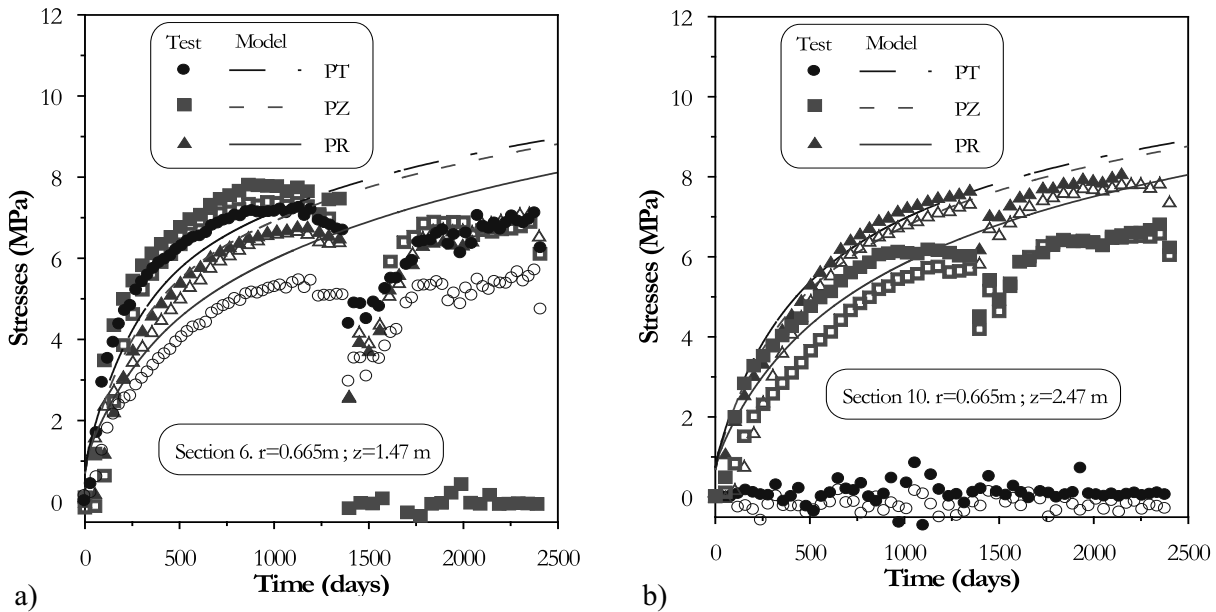 12
10
8
6
4
2
0
Stresses (MPa)
Test Model
PT
PZ
PR
Section 6. r=0.665m ; z=1.47 m
0 500 1000 1500 2000 2500
Time (days)
a)
12
10
8
6
4
2
0
Stresses (MPa)
Test Model
PT
PZ
PR
Section 10. r=0.665m ; z=2.47 m
0 500 1000 1500 2000 2500
Time (days)
b)